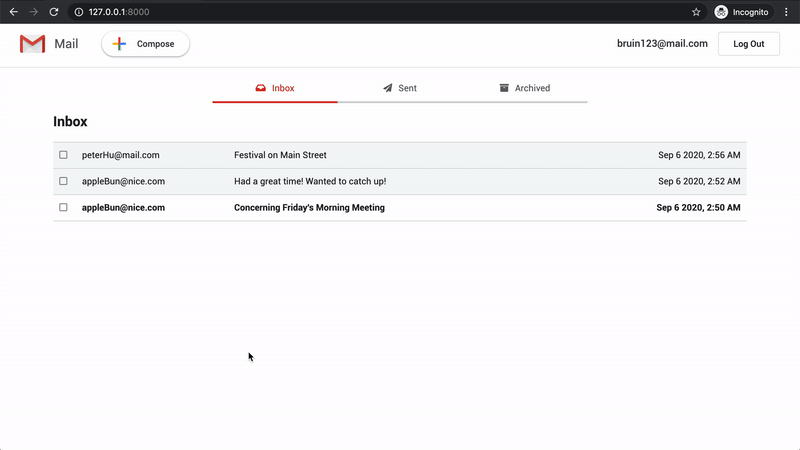 127.0.0.1:8000 Incognito
Mail Compose bruin123@mail.com Log Out
Inbox Sent Archived
Inbox
peterHu@mail.com Festival on Main Street Sep 6 2020, 2:56 AM
appleBun@nice.com Had a great time! Wanted to catch up! Sep 6 2020, 2:52 AM
appleBun@nice.com Concerning Friday's Morning Meeting Sep 6 2020, 2:50 AM